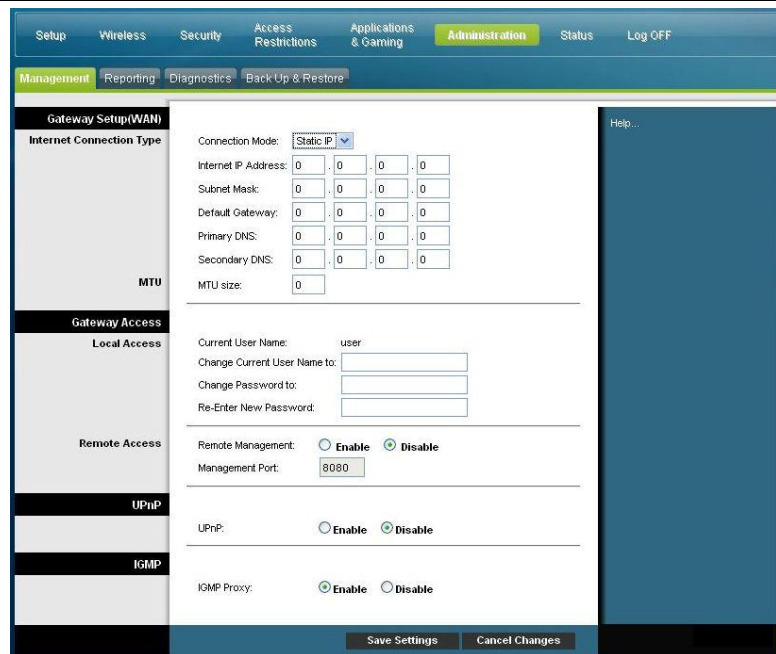 Setup Wireless Security Access Restrictions Applications & Gaming Administration Status Log OFF
Management Reporting Diagnostics Back Up & Restore
Gateway Setup(WAN)
Help...
Internet Connection Type
Connection Mode: Static IP
Internet IP Address: 0 . 0 . 0 . 0
Subnet Mask: 0 . 0 . 0 . 0
Default Gateway: 0 . 0 . 0 . 0
Primary DNS: 0 . 0 . 0 . 0
Secondary DNS: 0 . 0 . 0 . 0
MTU
MTU size: 0
Gateway Access
Local Access
Current User Name: user
Change Current User Name to:
Change Password to:
Re-Enter New Password:
Remote Access
Remote Management: Enable Disable
Management Port: 8080
UPnP
UPnP: Enable Disable
IGMP
IGMP Proxy: Enable Disable
Save Settings Cancel Changes